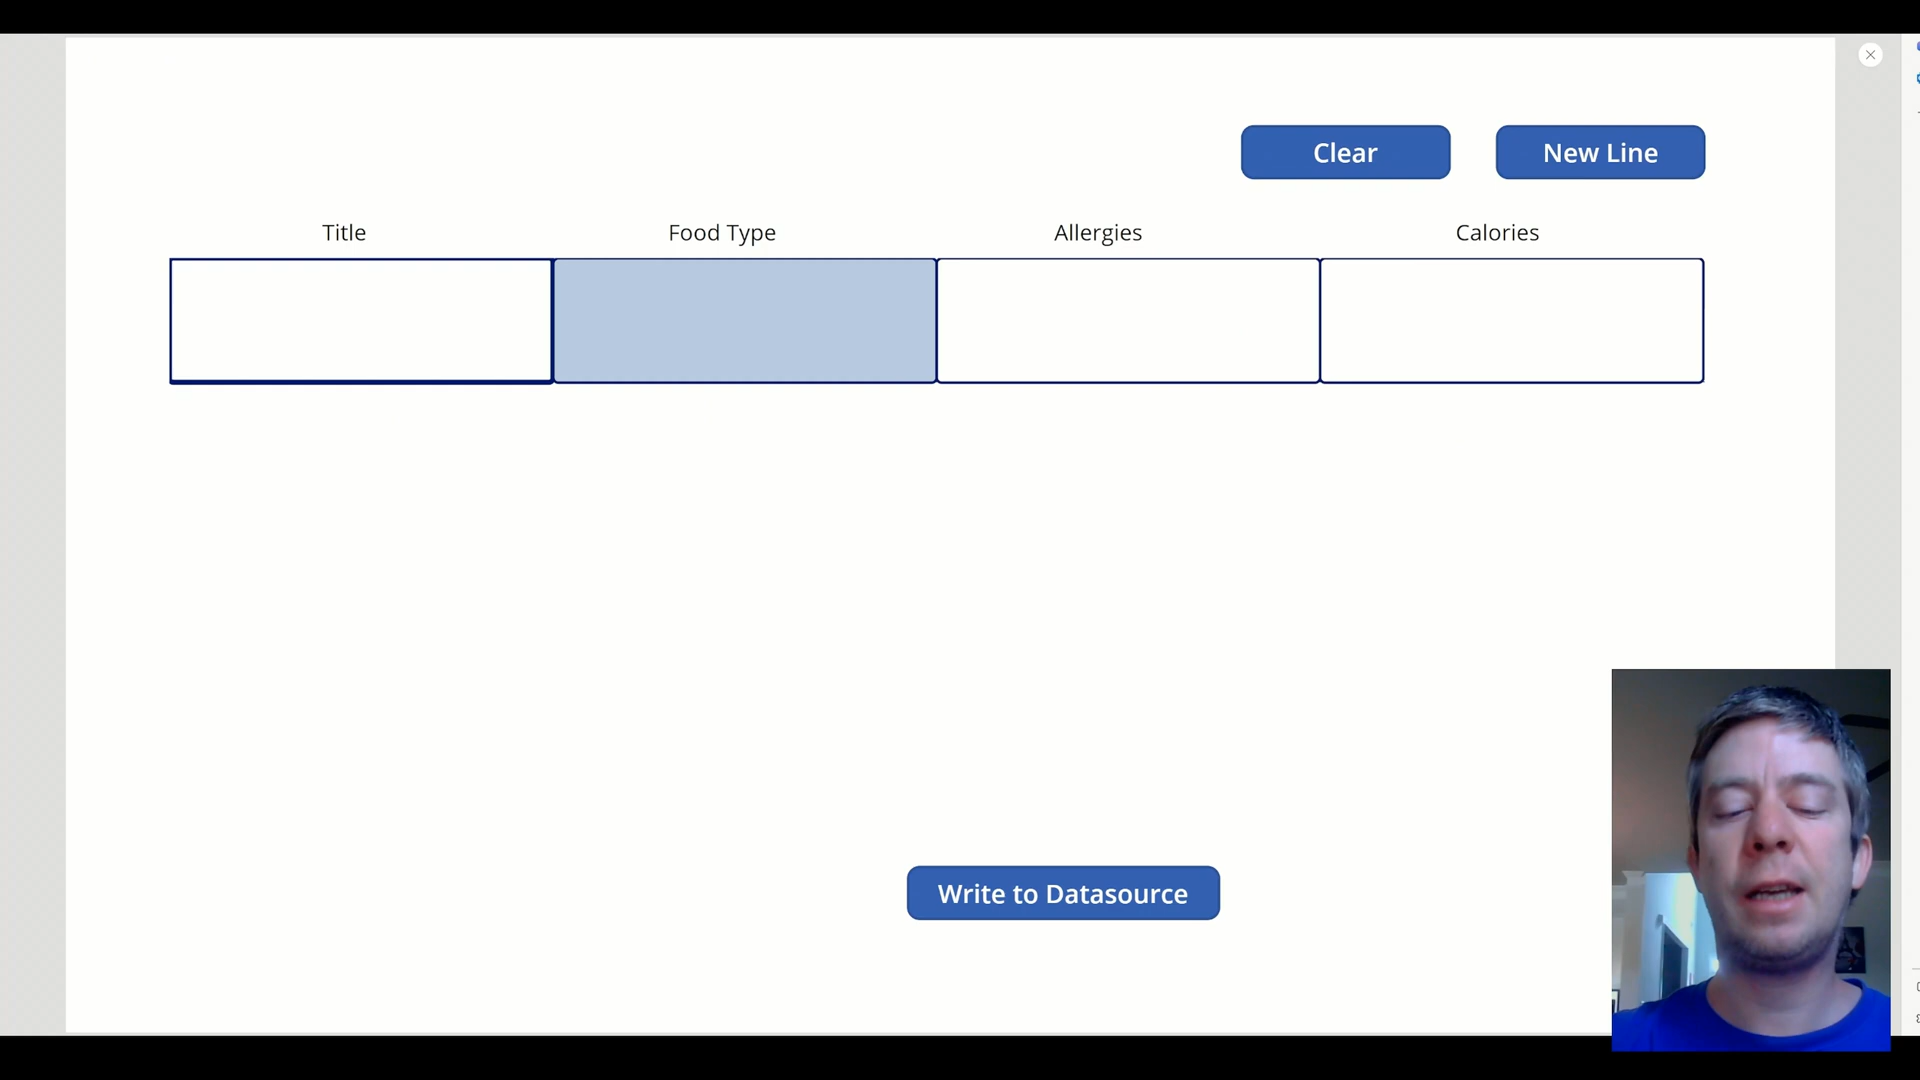 Clear
New Line
Title
Food Type
Allergies
Calories
Write to Datasource